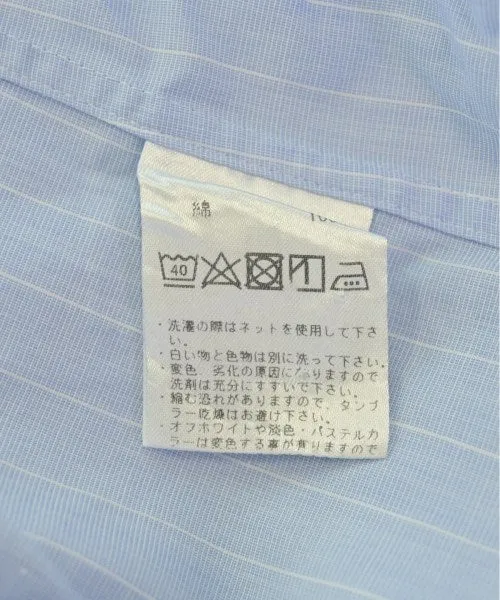 綿
40
・洗濯の際はネットを使用して下さ
い。
・白い物と色物は別に洗って下さい。
・変色、劣化の原因になりますので
洗剤は充分にすすいで下さい。
・縮む恐れがありますので、タンブ
ラー乾燥はお避け下さい。
・オフホワイトや淡色・パステルカ
ラーは変色する事が有りますので